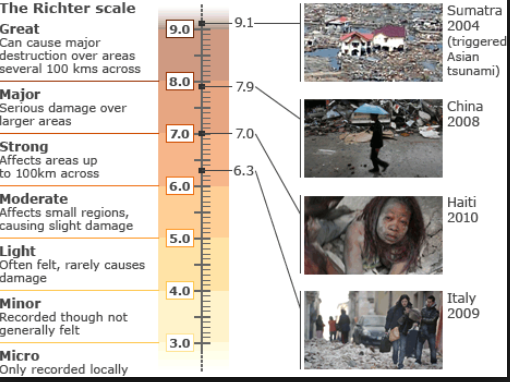 The Richter scale
Great
Can cause major
destruction over areas
several 100 kms across
Major
Serious damage over
larger areas
Strong
Affects areas up
to 100km across
Moderate
Affects small regions,
causing slight damage
Light
Often felt, rarely causes
damage
Minor
Recorded though not
generally felt
Micro
Only recorded locally
9.0
8.0
7.0
6.0
5.0
4.0
3.0
9.1
7.9
7.0
6.3
Sumatra
2004
(triggered
Asian
tsunami)
China
2008
Haiti
2010
Italy
2009